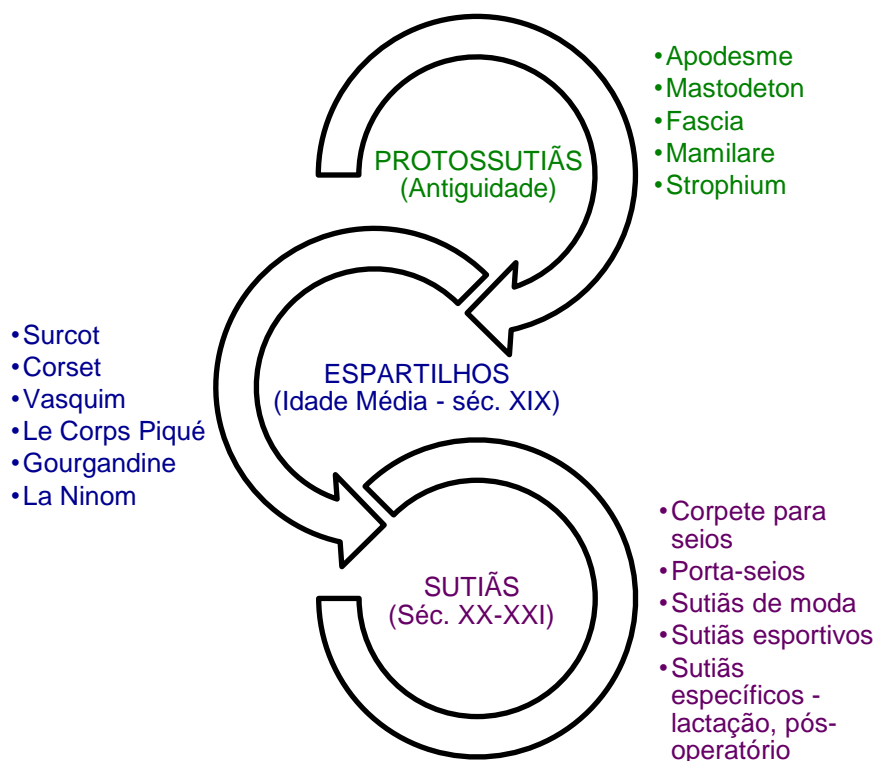 PROTOSSUTIÃS
(Antiguidade)
•Apodesme
•Mastodeton
•Fascia
•Mamilare
•Strophium
ESPARTILHOS
(Idade Média - séc. XIX)
•Surcot
•Corset
•Vasquim
•Le Corps Piqué
•Gourgandine
•La Ninom
SUTIÃS
(Séc. XX-XXI)
•Corpete para
seios
•Porta-seios
•Sutiãs de moda
•Sutiãs esportivos
•Sutiãs
específicos -
lactação, pós-
operatório